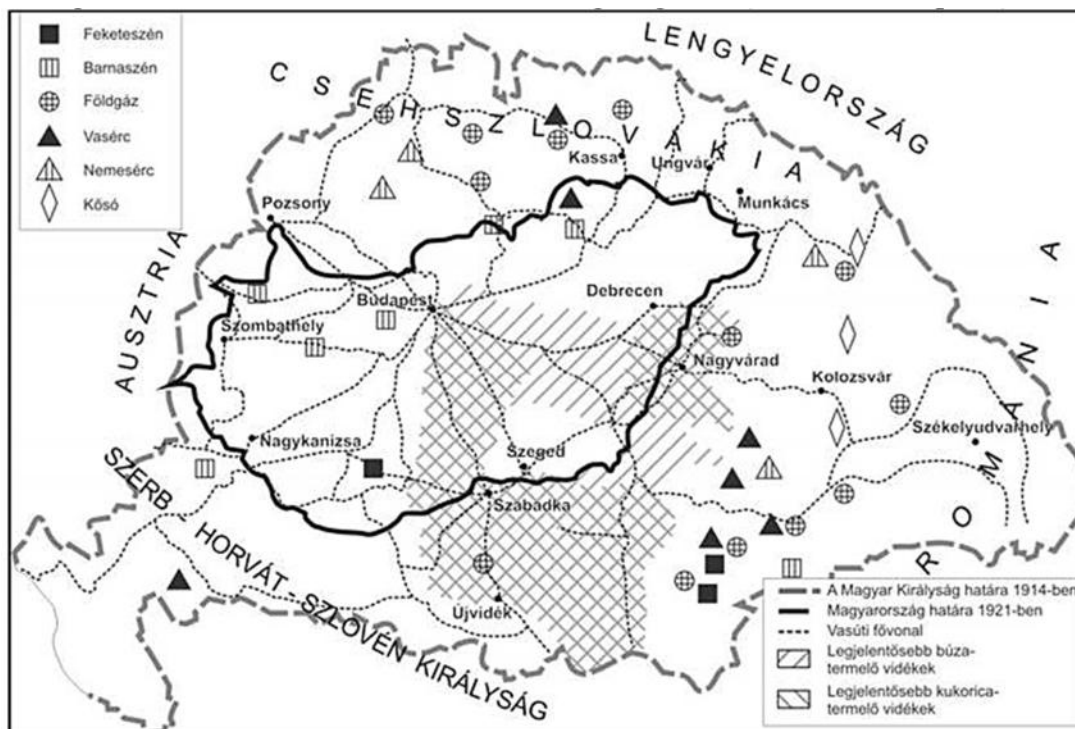 Feketeszén
Barnaszén
Földgáz
Vasérc
Nemesérc
Kősó
LENGYELORSZÁG
CSEHSZLOVÁKIA
AUSZTRIA
ROMÁNIA
SZERB - HORVÁT - SZLOVÉN KIRÁLYSÁG
Kassa
Ungvár
Munkács
Pozsony
Budapest
Debrecen
Szombathely
Nagyvárad
Kolozsvár
Székelyudvarhely
Nagykanizsa
Szeged
Szabadka
Újvidék
A Magyar Királyság határa 1914-ben
Magyarország határa 1921-ben
Vasúti fővonal
Legjelentősebb búza-
termelő vidékek
Legjelentősebb kukorica-
termelő vidékek